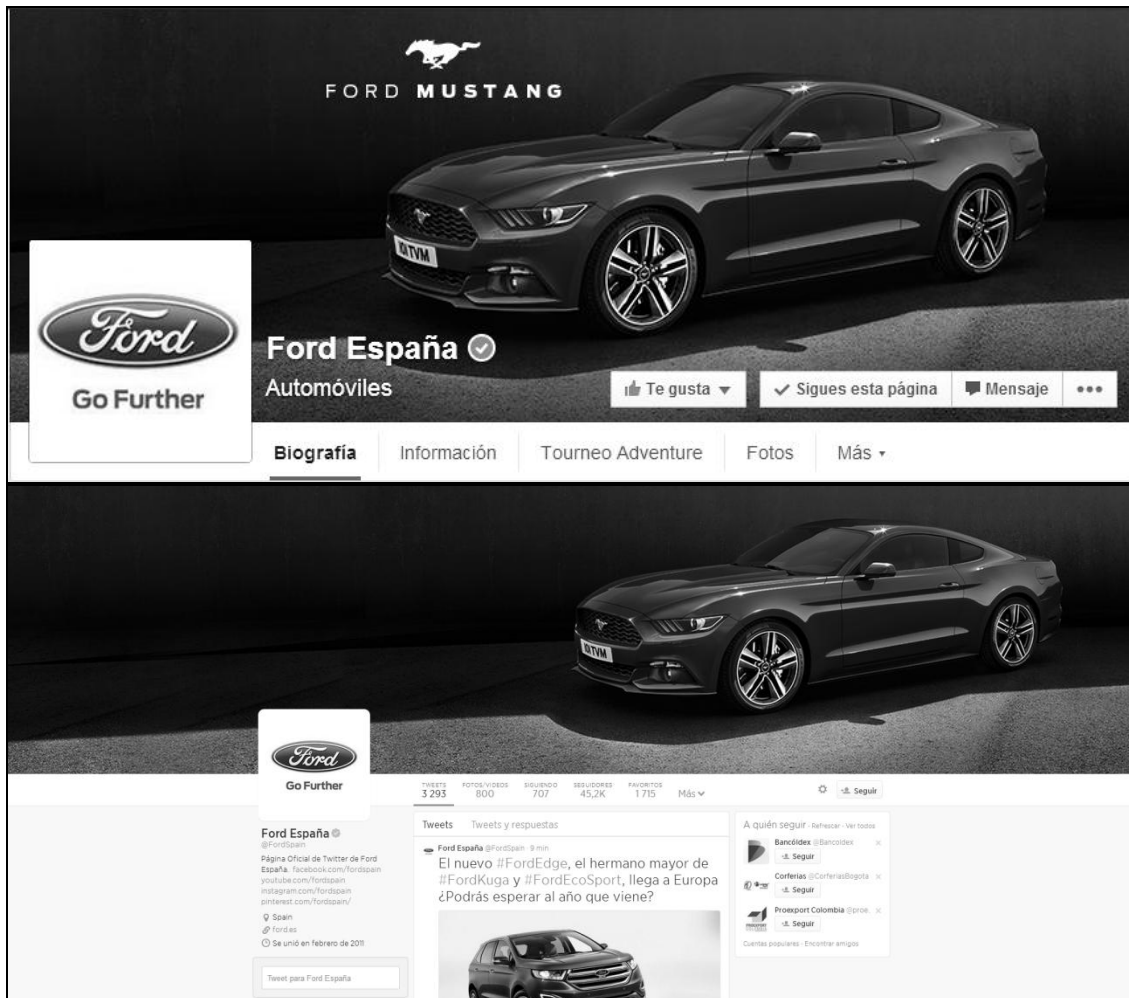 FORD MUSTANG
101 TVM
Ford
Go Further
Ford España
Automóviles
Te gusta
Sigues esta página
Mensaje
Biografía
Información
Tourneo Adventure
Fotos
Más
101 TVM
Ford
Go Further
TWEETS
3 293
FOTOS/VIDEOS
800
SIGUIENDO
707
SEGUIDORES
45,2K
FAVORITOS
1 715
Más
Seguir
Ford España
@FordSpain
Página Oficial de Twitter de Ford
España. facebook.com/fordspain
youtube.com/fordspain
instagram.com/fordspain
pinterest.com/fordspain/
Spain
ford.es
Se unió en febrero de 2011
Tweet para Ford España
Tweets Tweets y respuestas
Ford España @FordSpain · 9 min
El nuevo #FordEdge, el hermano mayor de
#FordKuga y #FordEcoSport, llega a Europa
¿Podrás esperar al año que viene?
A quién seguir · Refrescar · Ver todos
Bancóldex @Bancoldex
Seguir
Corferias @CorferiasBogota
Seguir
Proexport Colombia @proe.
Seguir
Cuentas populares · Encontrar amigos